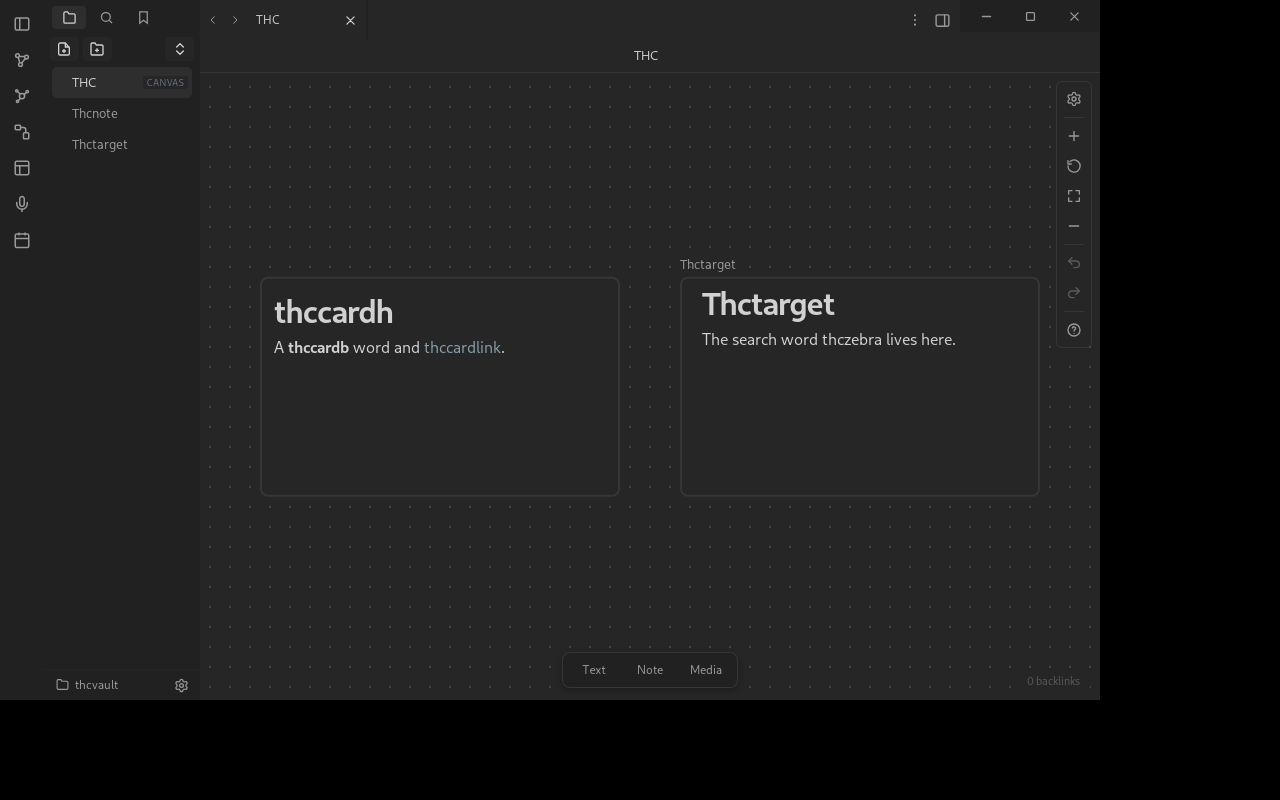 THC
THC
THC CANVAS
Thcnote
Thctarget
Thctarget
thccardh
A thccardb word and thccardlink.
Thctarget
The search word thczebra lives here.
Text Note Media
thcvault
0 backlinks